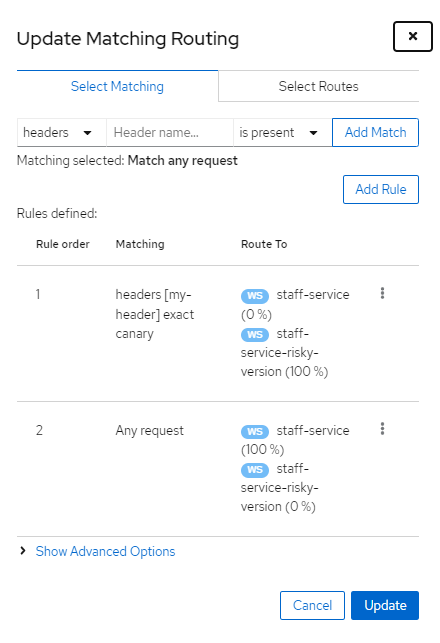 Update Matching Routing
Select Matching
Select Routes
headers
Header name...
is present
Add Match
Matching selected: Match any request
Add Rule
Rules defined:
Rule order Matching Route To
1
headers [my-
header] exact
canary
WS staff-service
(0 %)
WS staff-
service-risky-
version (100 %)
2
Any request
WS staff-service
(100 %)
WS staff-
service-risky-
version (0 %)
Show Advanced Options
Cancel
Update